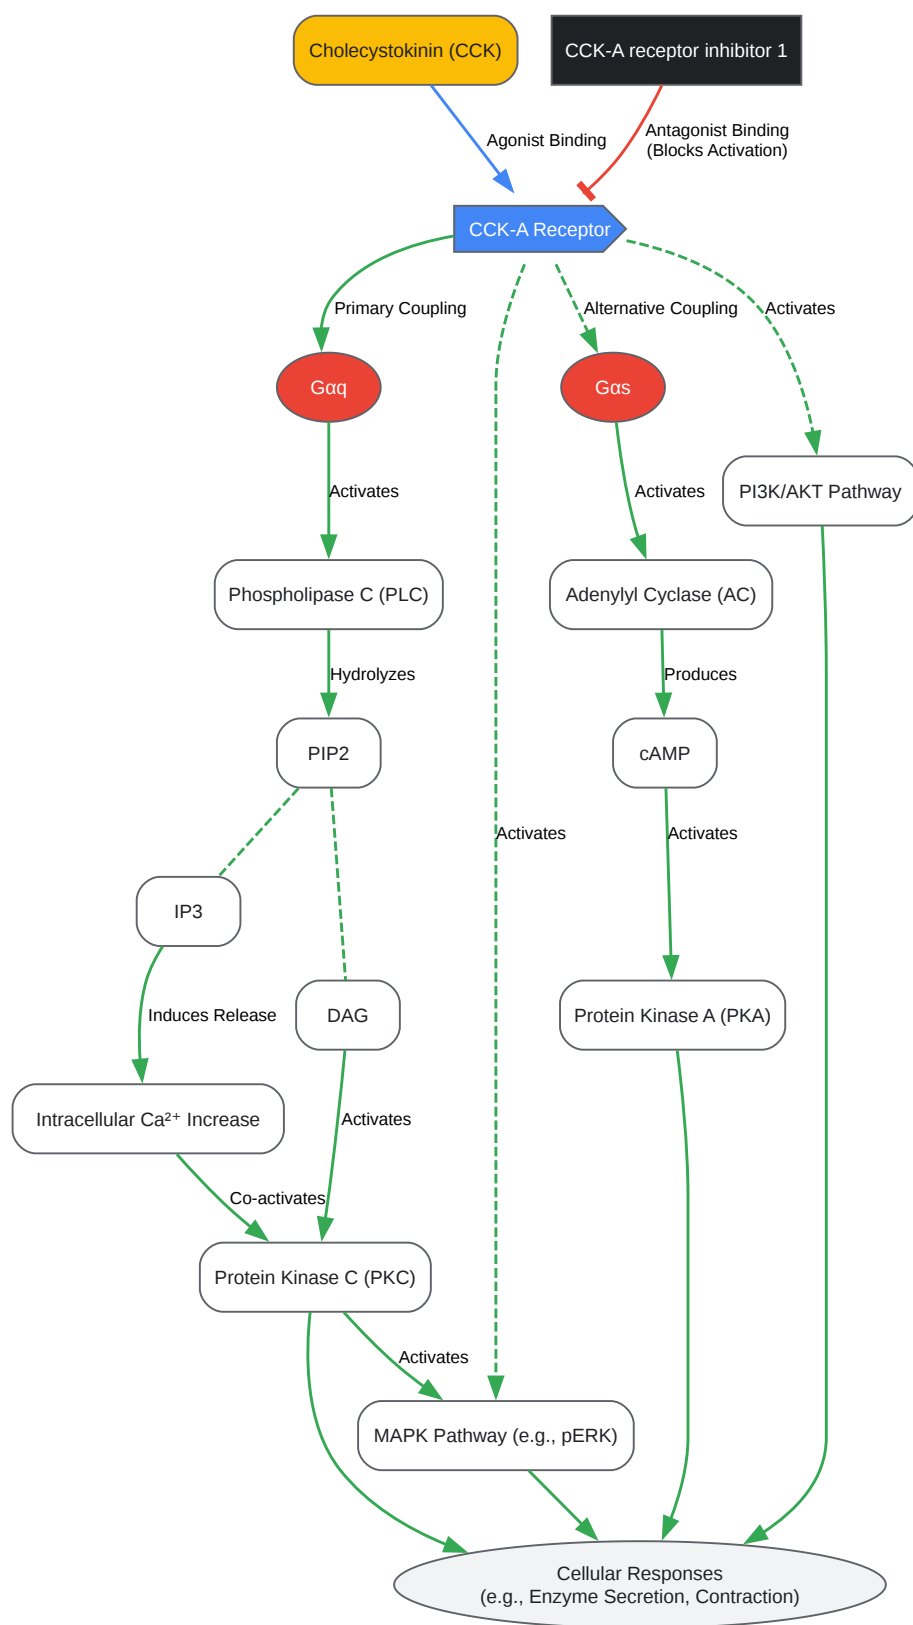 Cholecystokinin (CCK)
CCK-A receptor inhibitor 1
Agonist Binding
Antagonist Binding
(Blocks Activation)
CCK-A Receptor
Primary Coupling
Alternative Coupling
Activates
Gαq
Gαs
Activates
Activates
PI3K/AKT Pathway
Phospholipase C (PLC)
Adenylyl Cyclase (AC)
Hydrolyzes
Produces
PIP2
cAMP
Activates
Activates
IP3
Induces Release
DAG
Protein Kinase A (PKA)
Intracellular Ca²⁺ Increase
Activates
Co-activates
Protein Kinase C (PKC)
Activates
MAPK Pathway (e.g., pERK)
Cellular Responses
(e.g., Enzyme Secretion, Contraction)